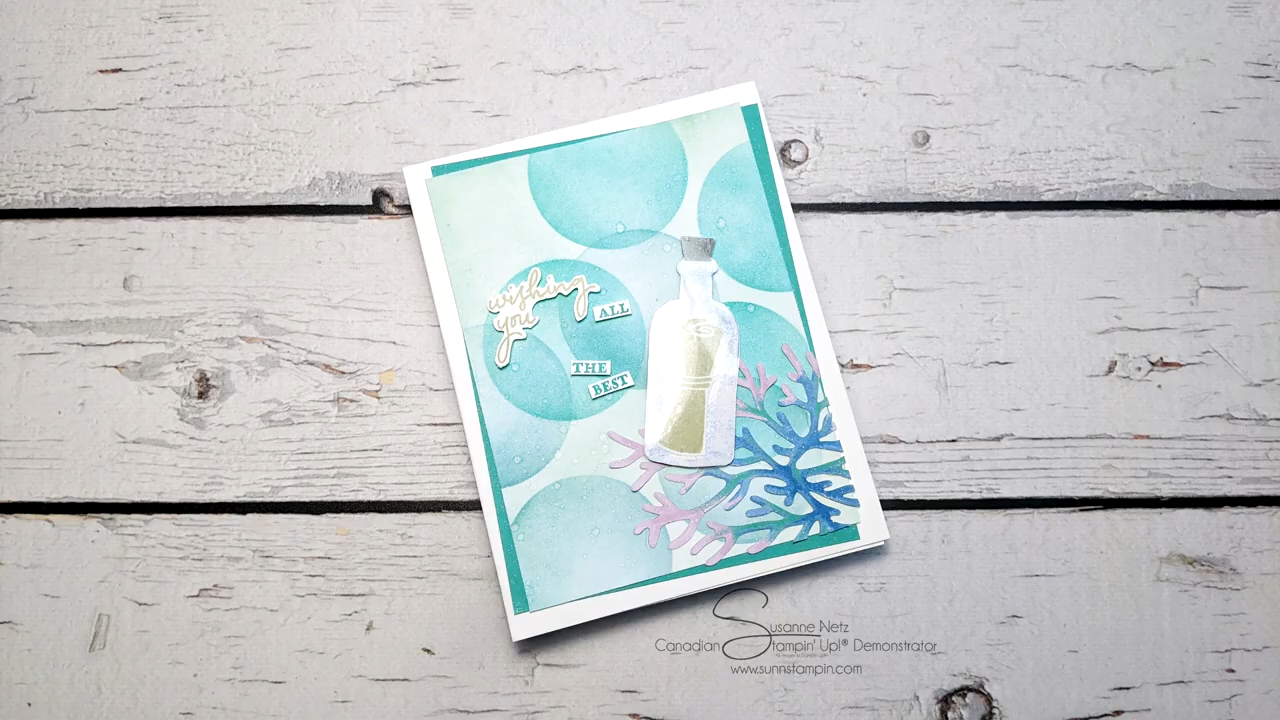 wishing
you
ALL
THE
BEST
Susanne Netz
Canadian Stampin' Up!® Demonstrator
www.sunnstampin.com